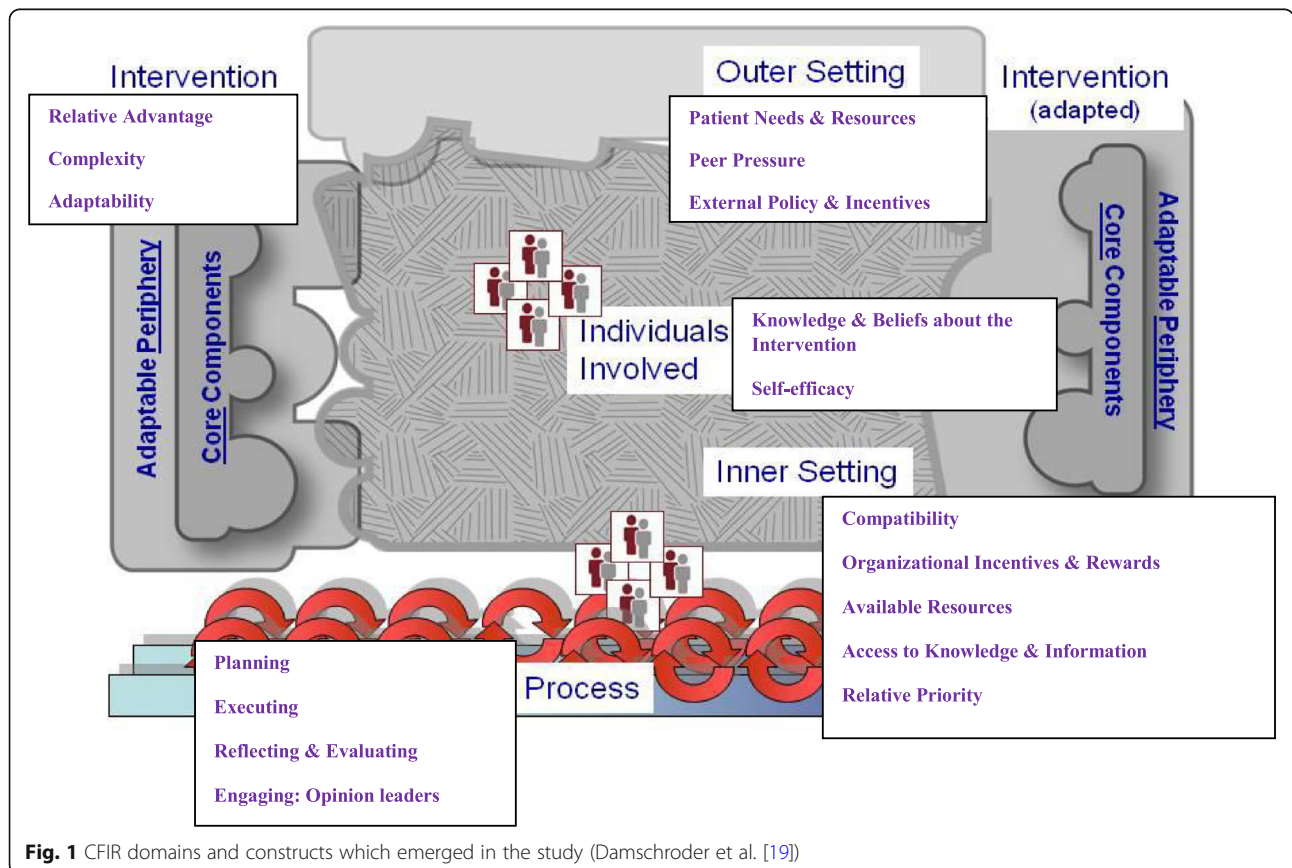 Intervention
Relative Advantage
Complexity
Adaptability
Adaptable Periphery
Core Components
Outer Setting
Patient Needs & Resources
Peer Pressure
External Policy & Incentives
Intervention
(adapted)
Core Components
Adaptable Periphery
Individuals
Involved
Knowledge & Beliefs about the
Intervention
Self-efficacy
Inner Setting
Compatibility
Organizational Incentives & Rewards
Available Resources
Access to Knowledge & Information
Relative Priority
Process
Planning
Executing
Reflecting & Evaluating
Engaging: Opinion leaders
Fig. 1 CFIR domains and constructs which emerged in the study (Damschroder et al. [19])